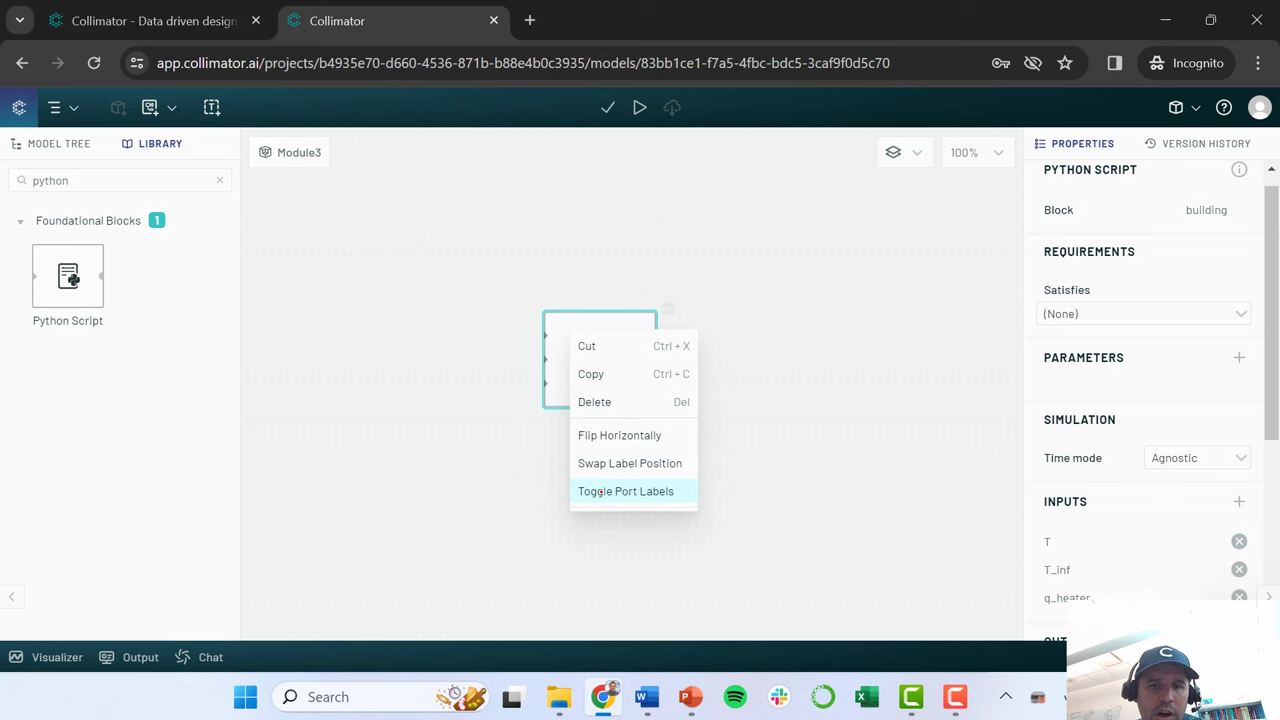 Collimator - Data driven design
Collimator
app.collimator.ai/projects/b4935e70-d660-4536-871b-b88e4b0c3935/models/83bb1ce1-f7a5-4fbc-bdc5-3caf9f0d5c70
Incognito
MODEL TREE
LIBRARY
Module3
100%
PROPERTIES
VERSION HISTORY
python
PYTHON SCRIPT
Block
building
Foundational Blocks
1
Python Script
REQUIREMENTS
Satisfies
(None)
PARAMETERS
SIMULATION
Time mode
Agnostic
INPUTS
T
T_inf
q_heater
Cut
Ctrl + X
Copy
Ctrl + C
Delete
Del
Flip Horizontally
Swap Label Position
Toggle Port Labels
Visualizer
Output
Chat
Search